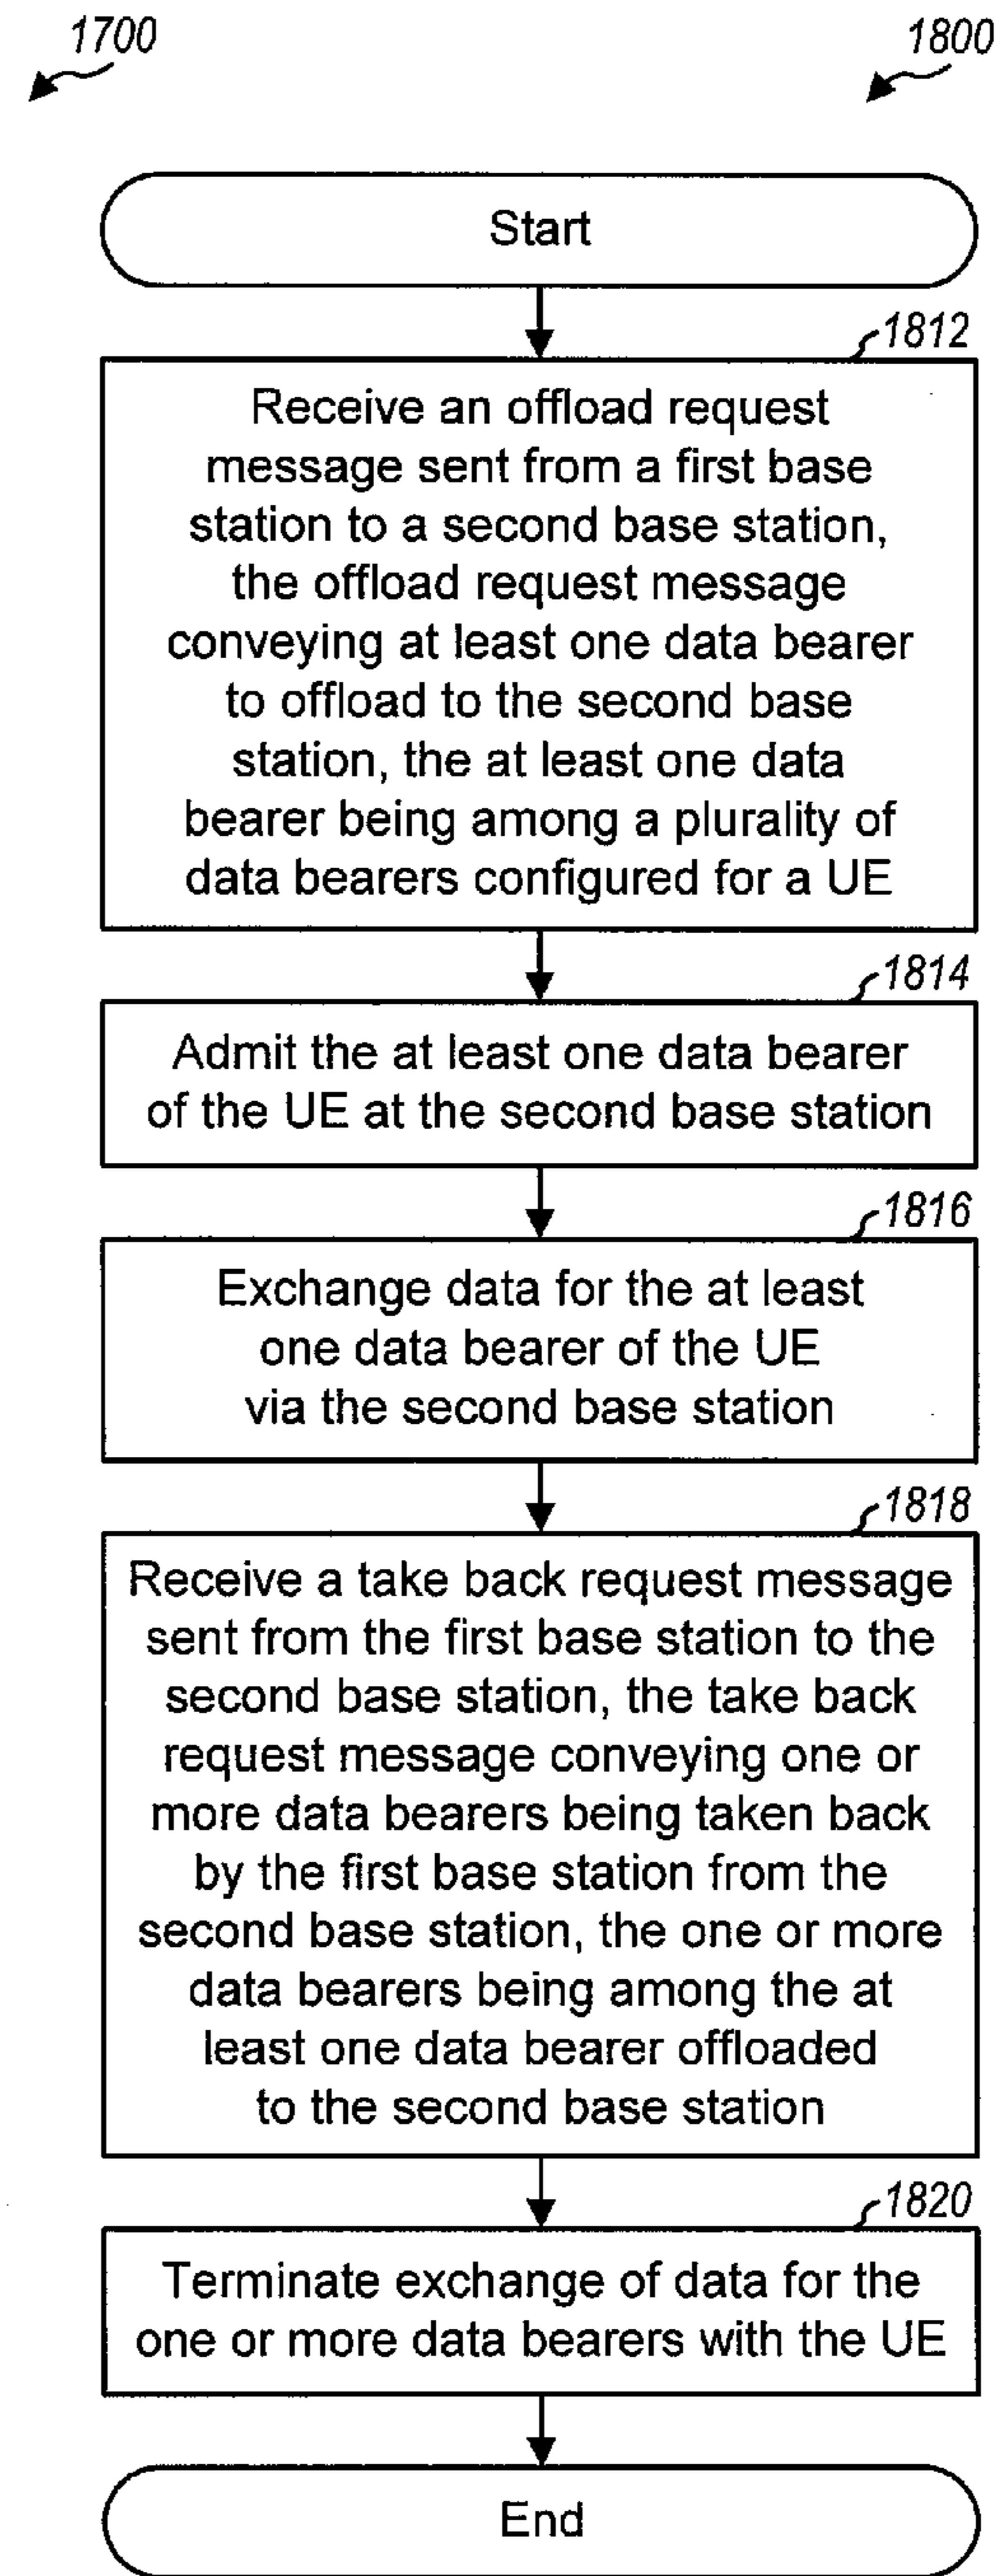 1700
1800
Start
1812
Receive an offload request
message sent from a first base
station to a second base station,
the offload request message
conveying at least one data bearer
to offload to the second base
station, the at least one data
bearer being among a plurality of
data bearers configured for a UE
1814
Admit the at least one data bearer
of the UE at the second base station
1816
Exchange data for the at least
one data bearer of the UE
via the second base station
1818
Receive a take back request message
sent from the first base station to the
second base station, the take back
request message conveying one or
more data bearers being taken back
by the first base station from the
second base station, the one or more
data bearers being among the at
least one data bearer offloaded
to the second base station
1820
Terminate exchange of data for the
one or more data bearers with the UE
End